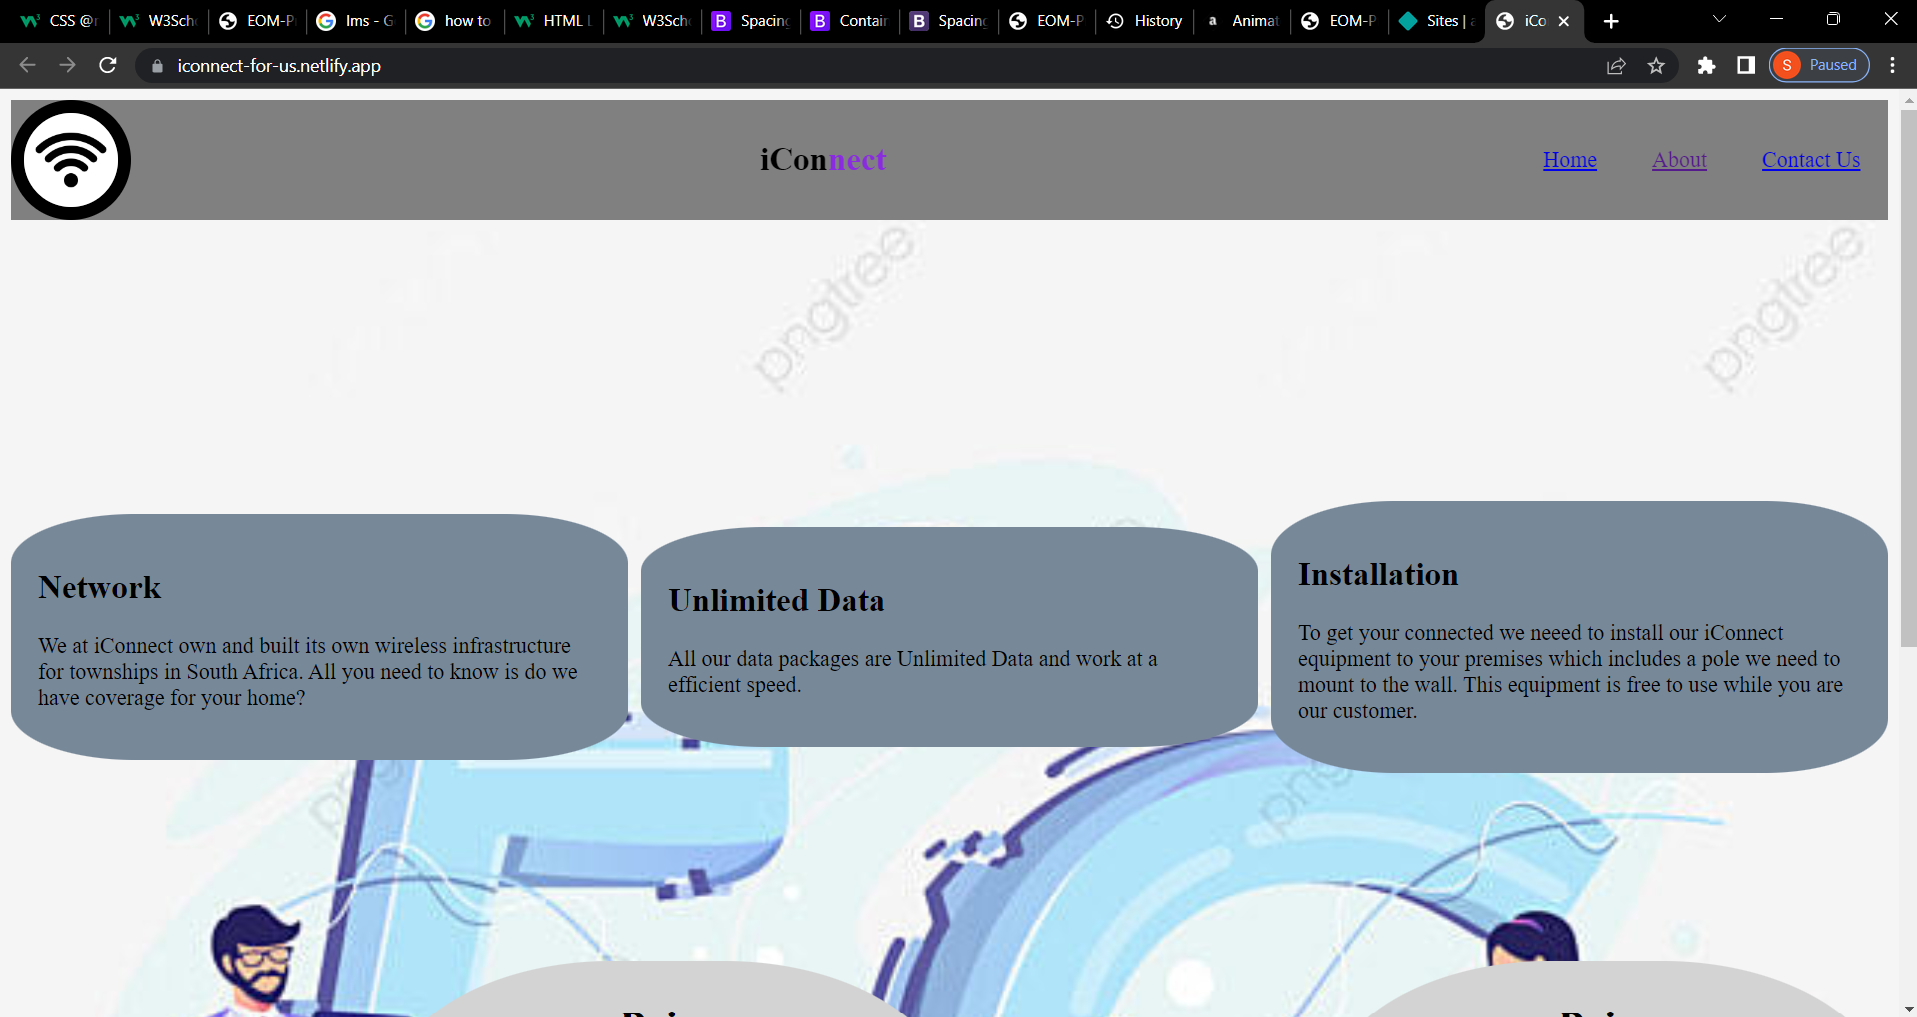 CSS @r
W3Sch
EOM-P
lms - G
how to
HTML L
W3Sch
Spacing
Contain
Spacing
EOM-P
History
a
Animat
EOM-P
Sites | a
iCo
iconnect-for-us.netlify.app
S
Paused
iConnect
Home
About
Contact Us
pngtree
pngtree
Network
We at iConnect own and built its own wireless infrastructure
for townships in South Africa. All you need to know is do we
have coverage for your home?
Unlimited Data
All our data packages are Unlimited Data and work at a
efficient speed.
Installation
To get your connected we neeed to install our iConnect
equipment to your premises which includes a pole we need to
mount to the wall. This equipment is free to use while you are
our customer.